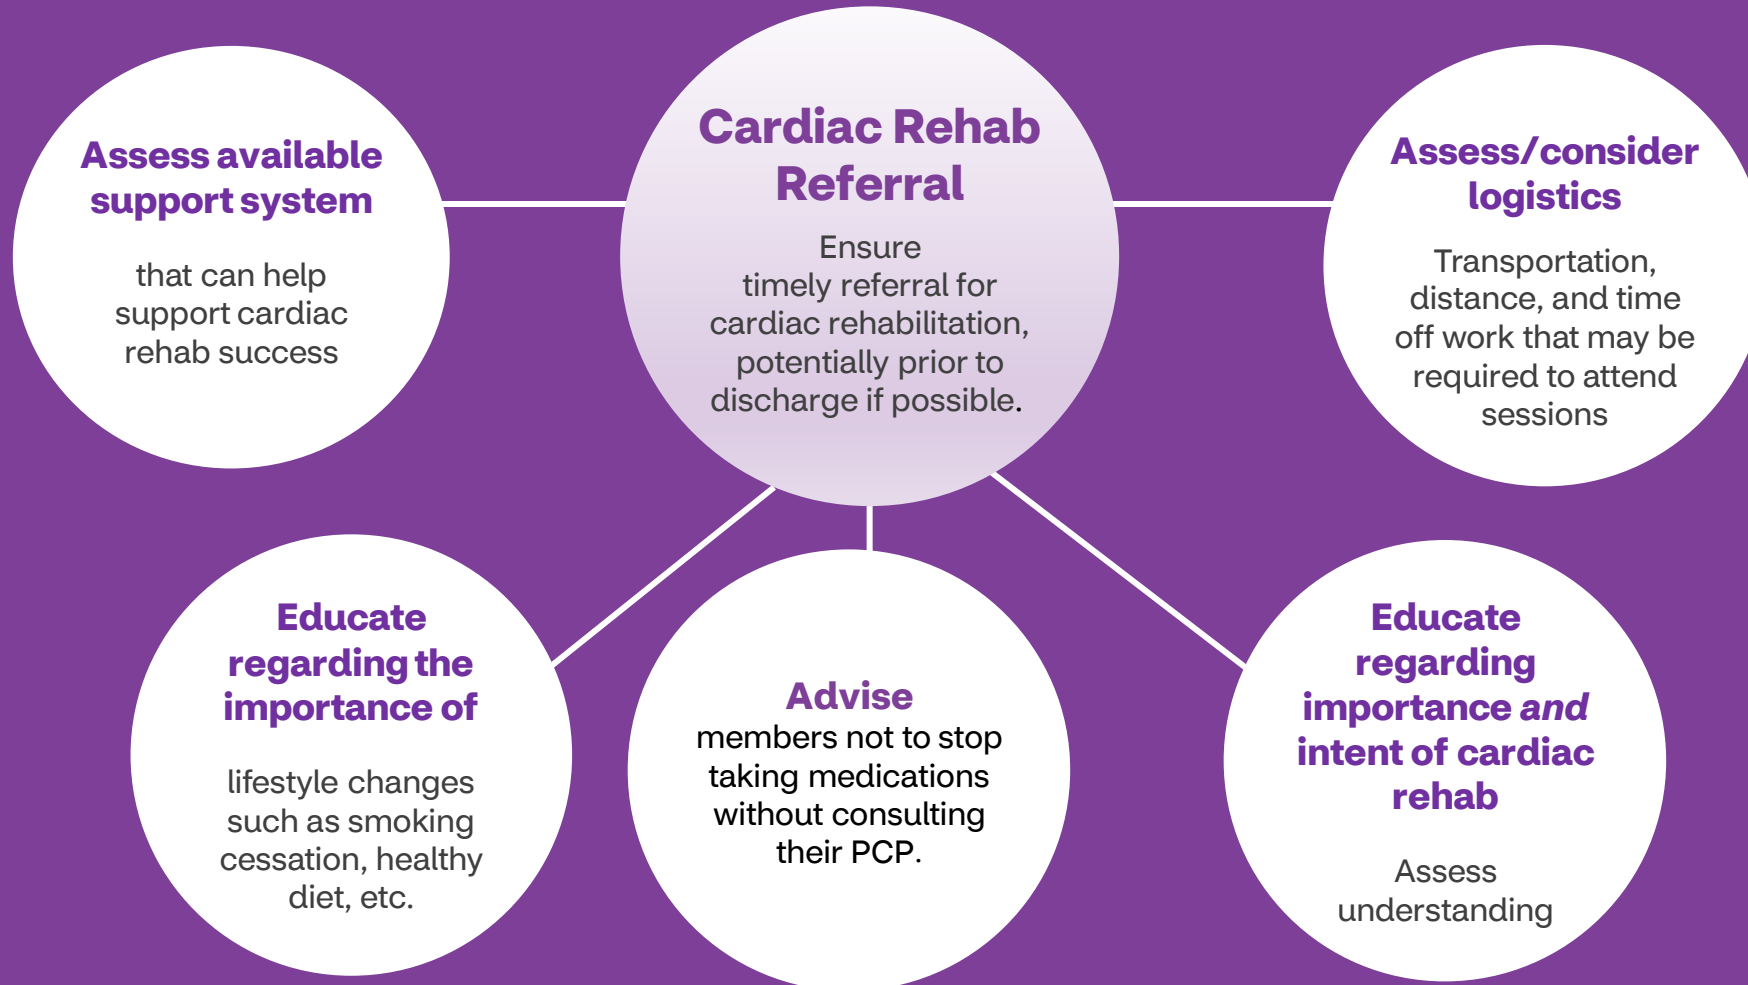 Cardiac Rehab
Referral
Ensure
timely referral for
cardiac rehabilitation,
potentially prior to
discharge if possible.
Assess available
support system
that can help
support cardiac
rehab success
Assess/consider
logistics
Transportation,
distance, and time
off work that may be
required to attend
sessions
Educate
regarding the
importance of
lifestyle changes
such as smoking
cessation, healthy
diet, etc.
Advise
members not to stop
taking medications
without consulting
their PCP.
Educate
regarding
importance and
intent of cardiac
rehab
Assess
understanding